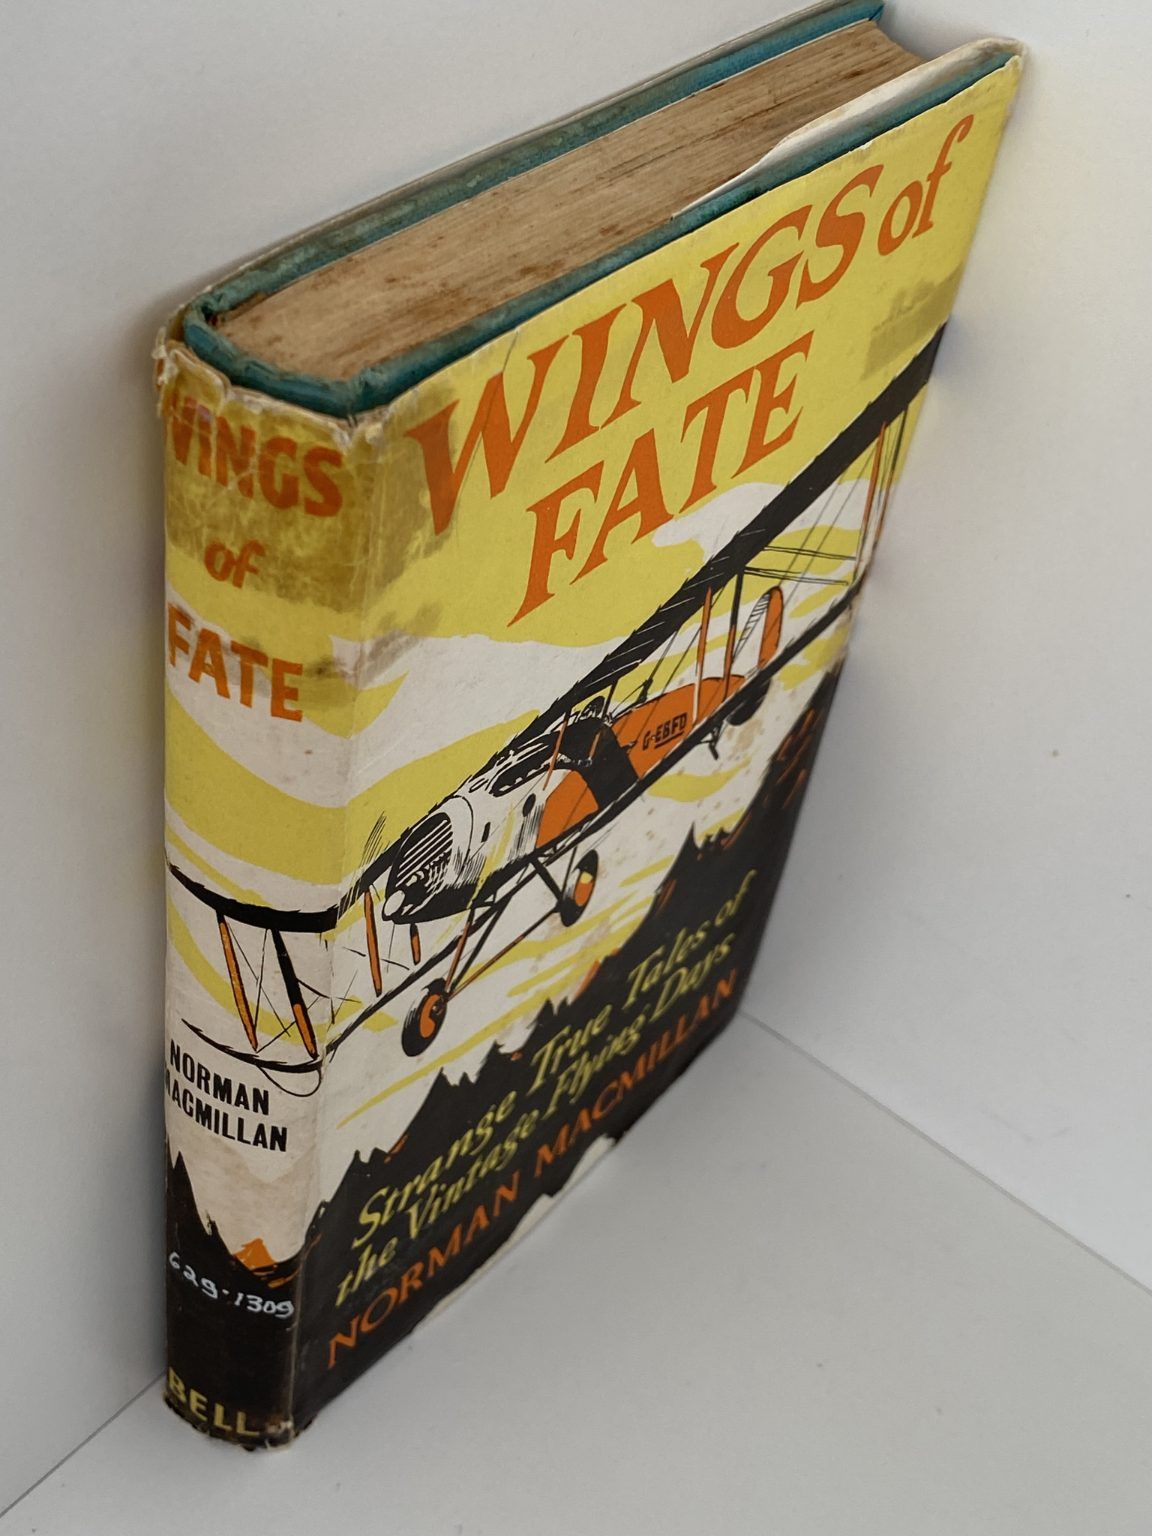 WINGS
of
FATE
NORMAN
MACMILLAN
629.1309
BELL
WINGS of
FATE
G-EBFD
Strange True Tales of
the Vintage Flying Days
NORMAN MACMILLAN